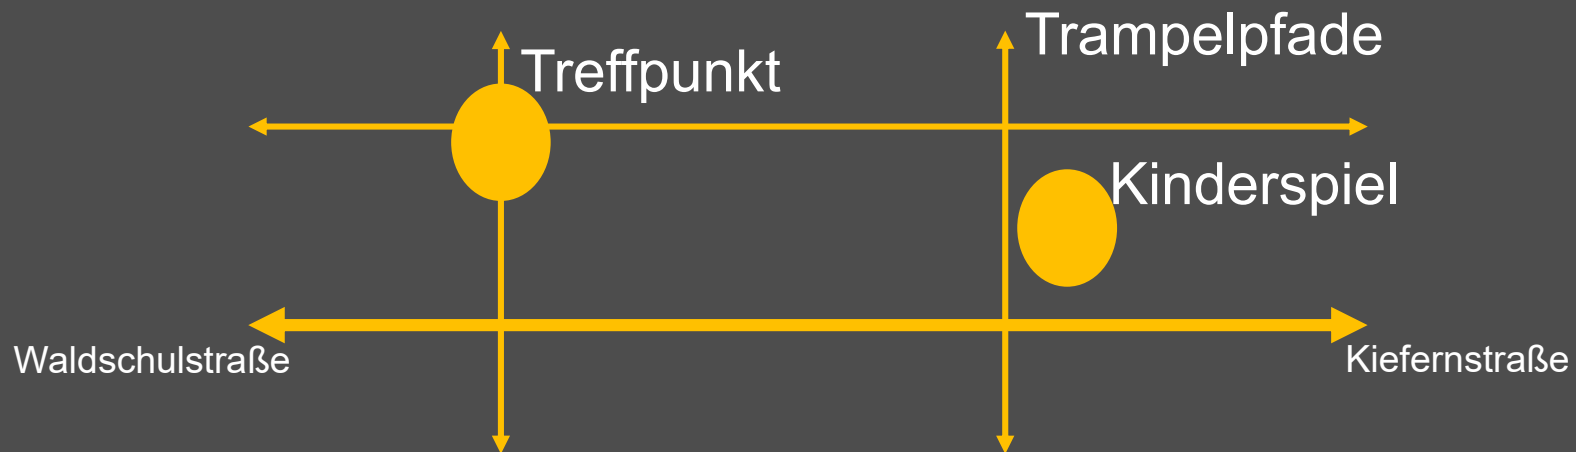 Trampelpfade
Treffpunkt
Kinderspiel
Waldschulstraße
Kiefernstraße